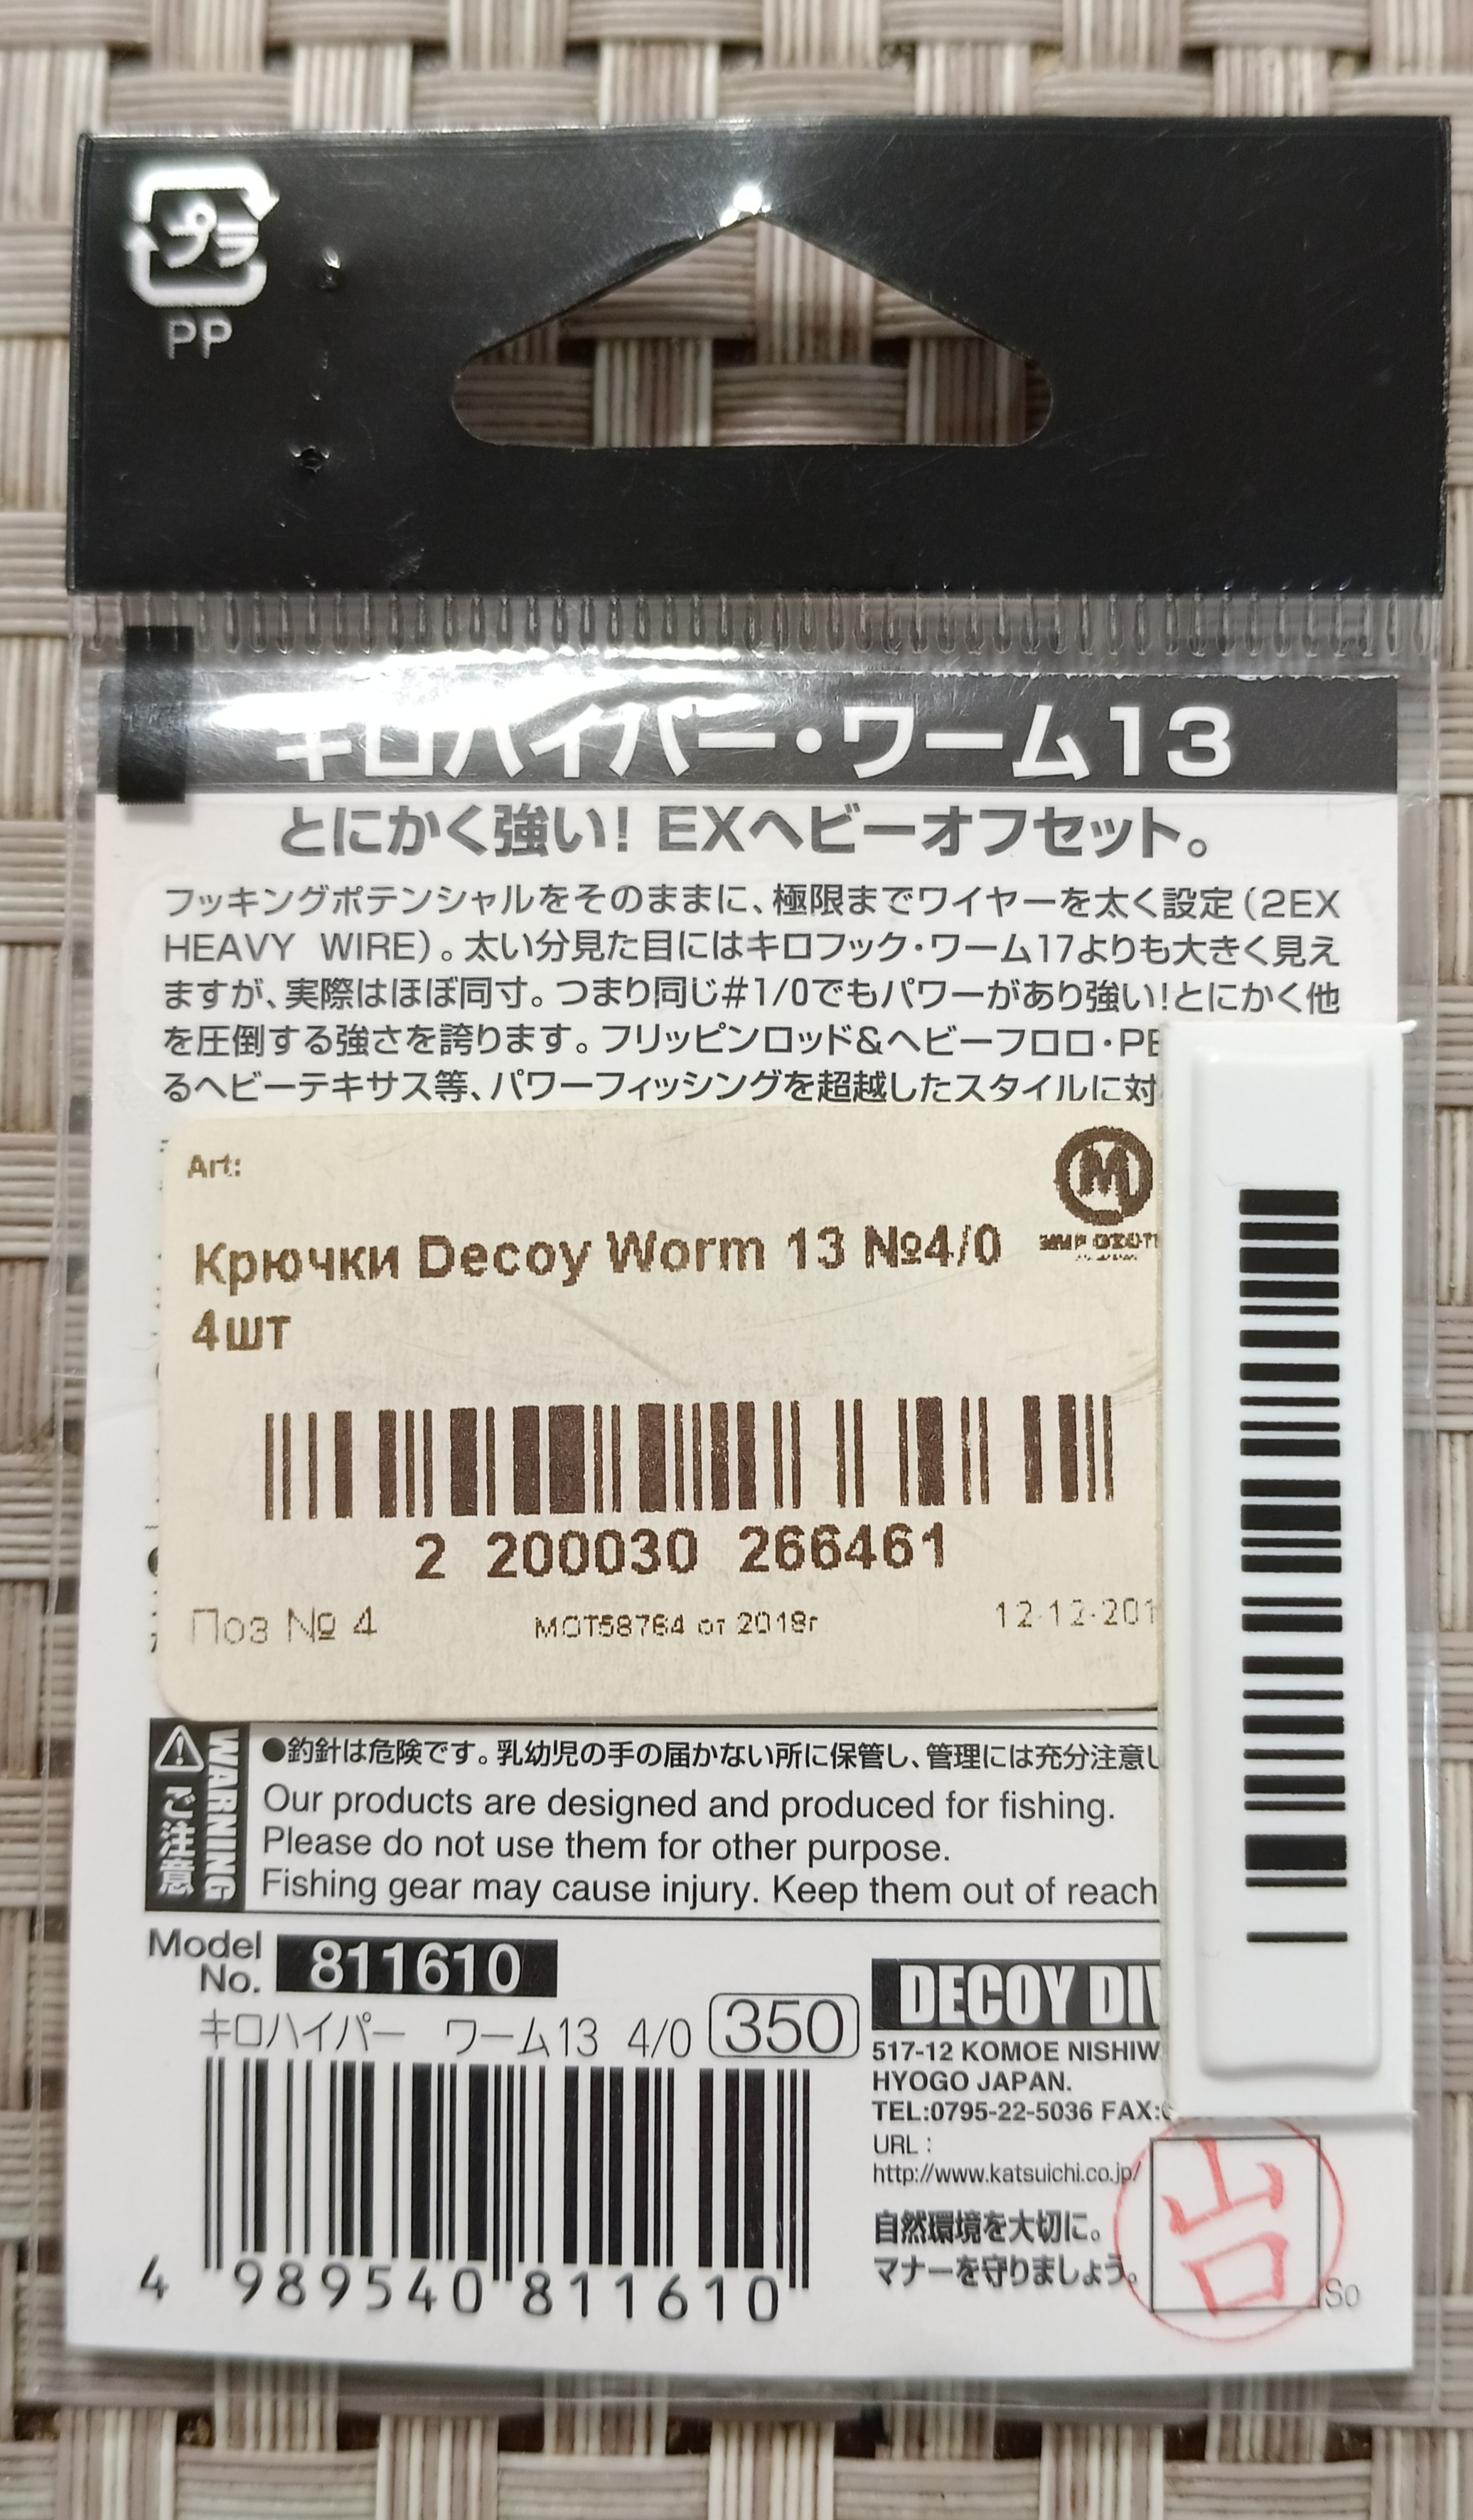 プラ
PP
キロハイパー・ワーム13
とにかく強い! EXヘビーオフセット。
フッキングポテンシャルをそのままに、極限までワイヤーを太く設定(2EX
HEAVY WIRE)。太い分見た目にはキロフック・ワーム17よりも大きく見え
ますが、実際はほぼ同寸。つまり同じ#1/0でもパワーがあり強い!とにかく他
を圧倒する強さを誇ります。フリッピンロッド&ヘビーフロロ・PE
るヘビーテキサス等、パワーフィッシングを超越したスタイルに対
Art:
Крючки Decoy Worm 13 №4/0
4шт
2 200030 266461
Поз № 4 МОТ58764 от 2018г 12-12-201
WARNING
ご注意
●釣針は危険です。乳幼児の手の届かない所に保管し、管理には充分注意し
Our products are designed and produced for fishing.
Please do not use them for other purpose.
Fishing gear may cause injury. Keep them out of reach
Model No. 811610
キロハイパー ワーム13 4/0 350
4 989540 811610
DECOY
517-12 KOMOE NISHIW
HYOGO JAPAN.
TEL:0795-22-5036 FAX:
URL:
http://www.katsuichi.co.jp/
自然環境を大切に。
マナーを守りましょう。
台
So